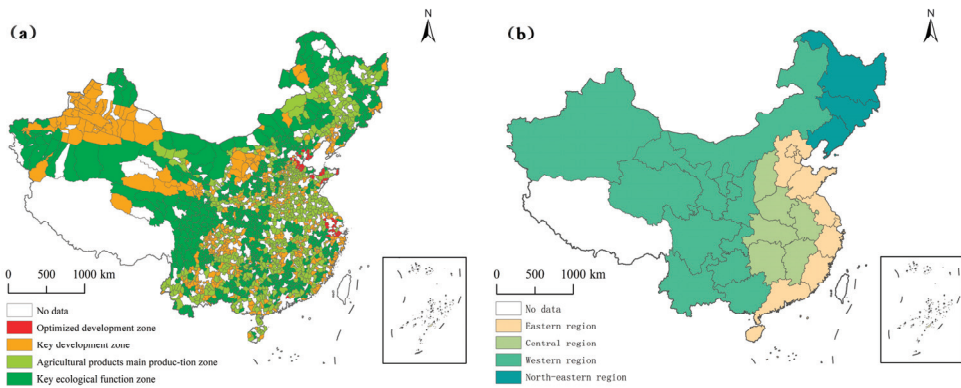 (a)
N
0 500 1000 km
No data
Optimized development zone
Key development zone
Agricultural products main produc-tion zone
Key ecological function zone
(b)
N
0 500 1000 km
No data
Eastern region
Central region
Western region
North-eastern region